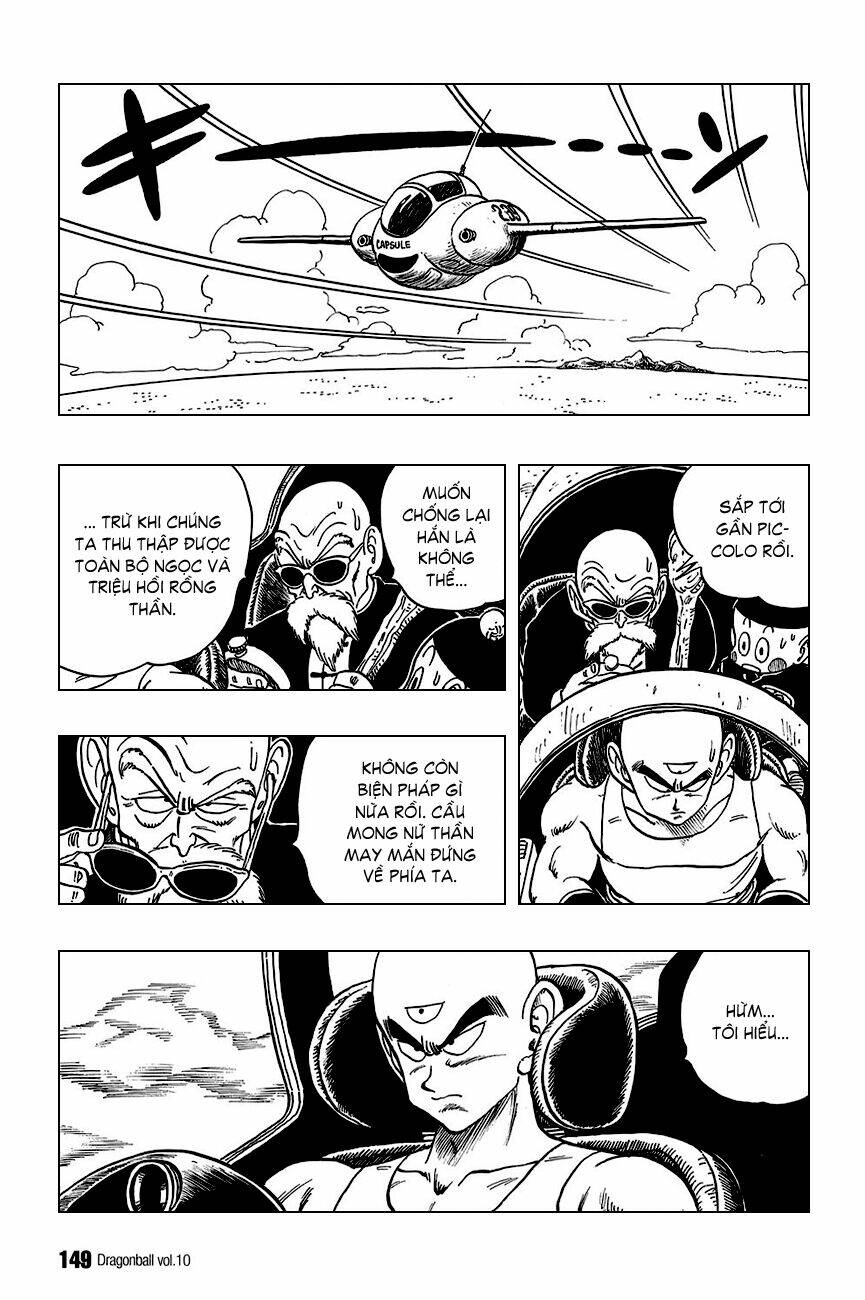 キーーーン
CAPSULE
SẮP TỚI
GẦN PIC-
COLO RỒI.
MUỐN
CHỐNG LẠI
HẮN LÀ
KHÔNG
THỂ...
... TRỪ KHI CHÚNG
TA THU THẬP ĐƯỢC
TOÀN BỘ NGỌC VÀ
TRIỆU HỒI RỒNG
THẦN.
KHÔNG CÒN
BIỆN PHÁP GÌ
NỮA RỒI. CẦU
MONG NỮ THẦN
MAY MẮN ĐỨNG
VỀ PHÍA TA.
HỪM...
TÔI HIỂU...
149 Dragonball vol.10